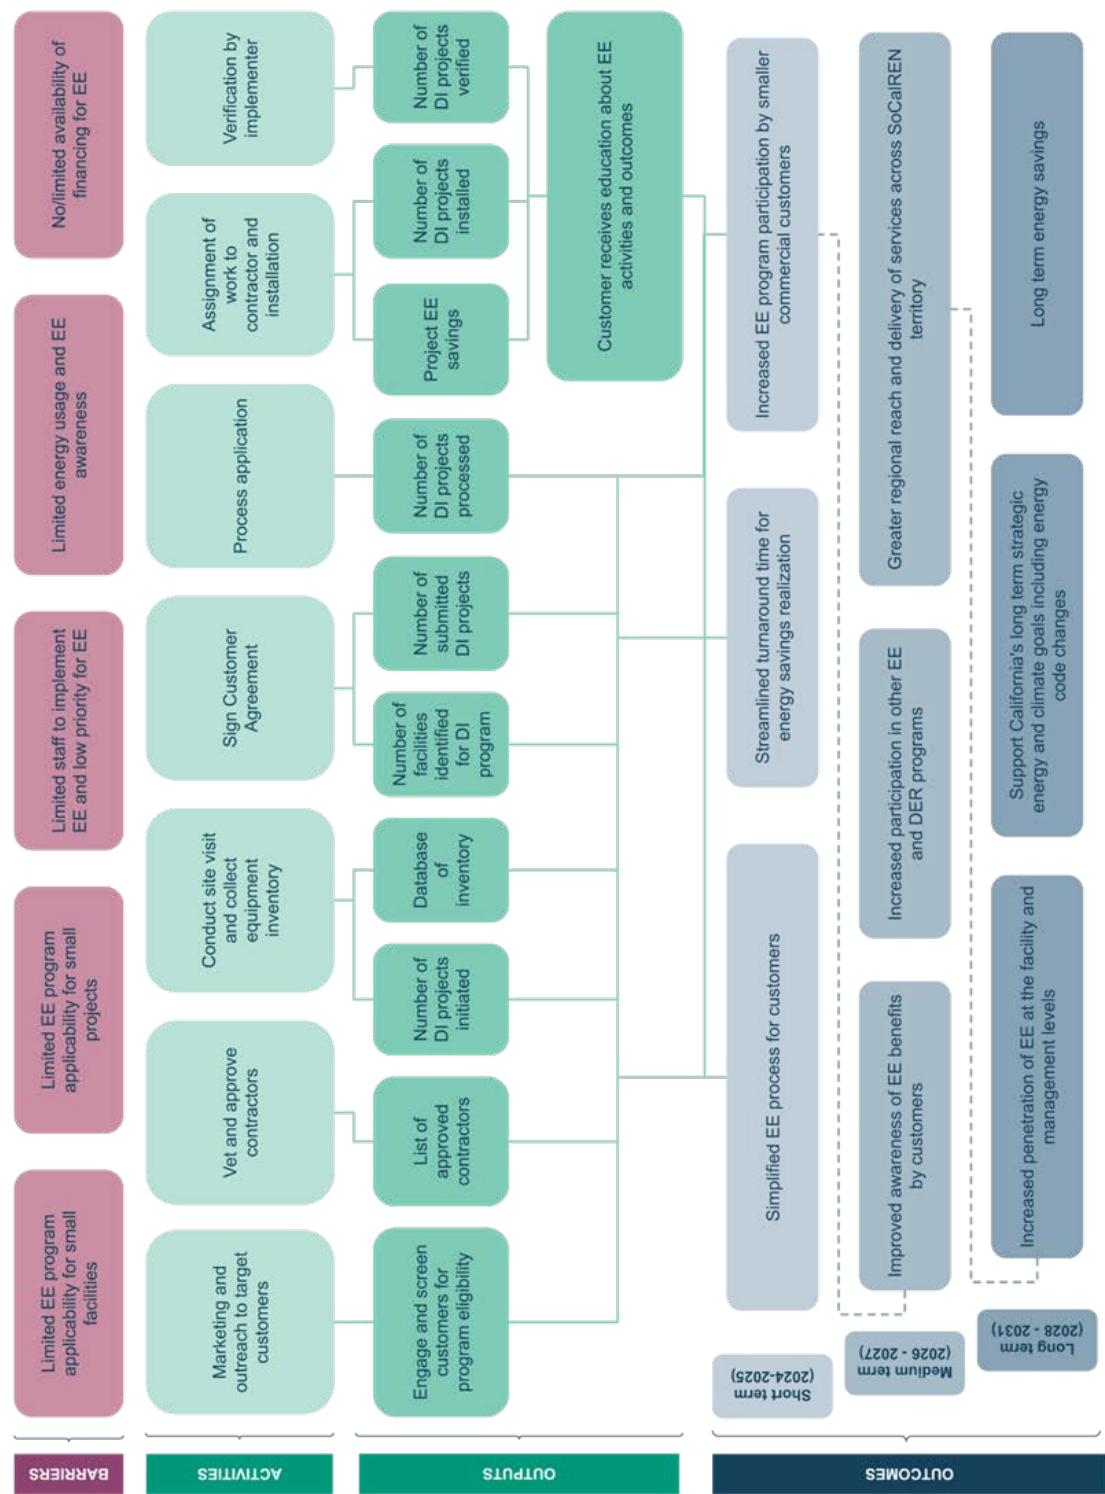 BARRIERS
Limited EE program
applicability for small
facilities
Limited EE program
applicability for small
projects
Limited staff to implement
EE and low priority for EE
Limited energy usage and EE
awareness
No/limited availability of
financing for EE
ACTIVITIES
Marketing and
outreach to target
customers
Vet and approve
contractors
Conduct site visit
and collect
equipment
inventory
Sign Customer
Agreement
Process application
Assignment of
work to
contractor and
installation
Verification by
implementer
OUTPUTS
Engage and screen
customers for
program eligibility
List of
approved
contractors
Number of
DI projects
initiated
Database
of
inventory
Number of
facilities
identified
for DI
program
Number of
submitted
DI projects
Number of
DI projects
processed
Project EE
savings
Number of
DI projects
installed
Number of
DI projects
verified
Customer receives education about EE
activities and outcomes
OUTCOMES
Short term
(2024-2025)
Simplified EE process for customers
Streamlined turnaround time for
energy savings realization
Increased EE program participation by smaller
commercial customers
Medium term
(2026 - 2027)
Improved awareness of EE benefits
by customers
Increased participation in other EE
and DER programs
Greater regional reach and delivery of services across SoCalREN
territory
Long term
(2028 - 2031)
Increased penetration of EE at the facility and
management levels
Support California's long term strategic
energy and climate goals including energy
code changes
Long term energy savings